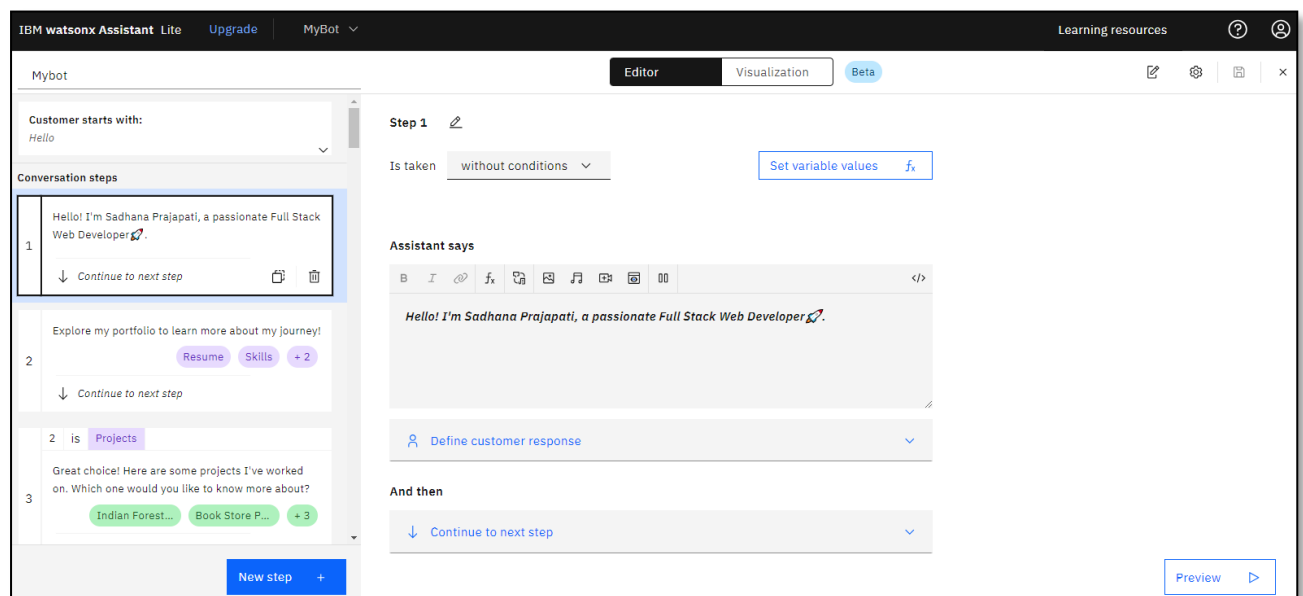 IBM watsonx Assistant Lite Upgrade MyBot Learning resources
Mybot Editor Visualization Beta
Customer starts with:
Hello
Conversation steps
1
Hello! I'm Sadhana Prajapati, a passionate Full Stack
Web Developer🚀.
Continue to next step
2
Explore my portfolio to learn more about my journey!
Resume Skills + 2
Continue to next step
3
2 is Projects
Great choice! Here are some projects I've worked
on. Which one would you like to know more about?
Indian Forest... Book Store P... + 3
New step +
Step 1
Is taken without conditions Set variable values fx
Assistant says
B I fx </>
Hello! I'm Sadhana Prajapati, a passionate Full Stack Web Developer🚀.
Define customer response
And then
Continue to next step
Preview